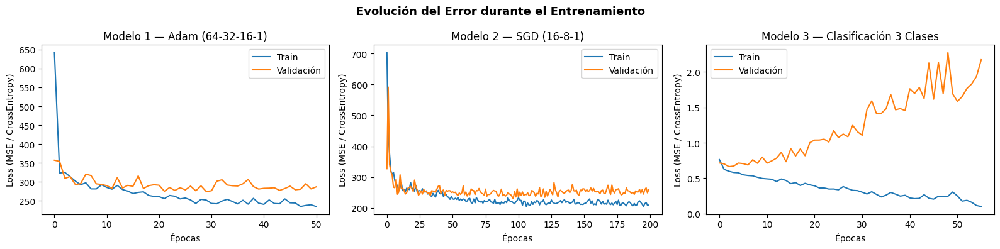 Evolución del Error durante el Entrenamiento
Modelo 1 — Adam (64-32-16-1)
Loss (MSE / CrossEntropy)
650
600
550
500
450
400
350
300
250
0
10
20
30
40
50
Épocas
Train
Validación
Modelo 2 — SGD (16-8-1)
Loss (MSE / CrossEntropy)
700
600
500
400
300
200
0
25
50
75
100
125
150
175
200
Épocas
Train
Validación
Modelo 3 — Clasificación 3 Clases
Loss (MSE / CrossEntropy)
2.0
1.5
1.0
0.5
0.0
0
10
20
30
40
50
Épocas
Train
Validación